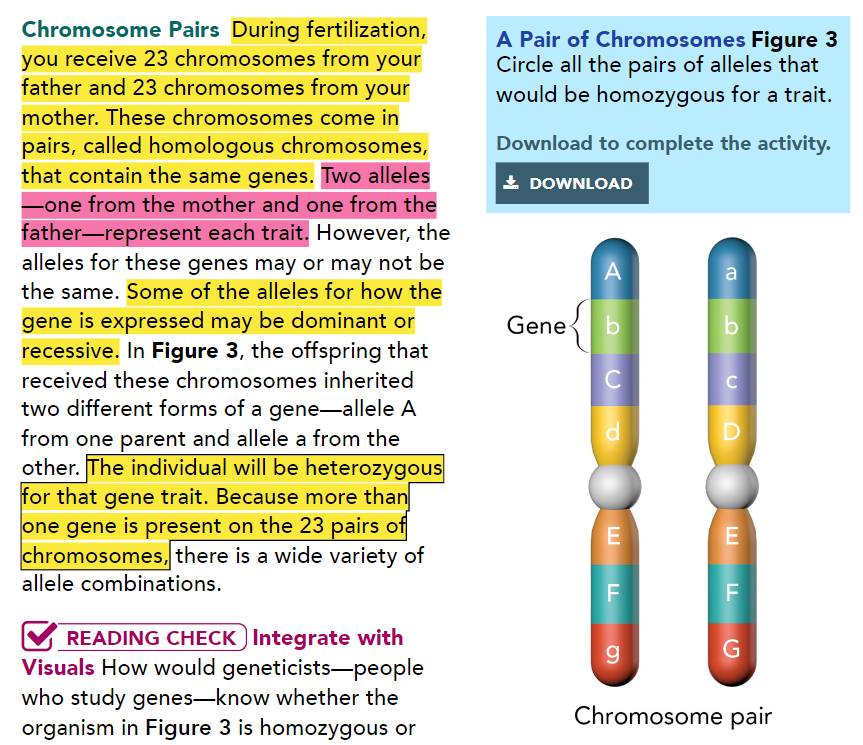 Chromosome Pairs During fertilization,
you receive 23 chromosomes from your
father and 23 chromosomes from your
mother. These chromosomes come in
pairs, called homologous chromosomes,
that contain the same genes. Two alleles
—one from the mother and one from the
father—represent each trait. However, the
alleles for these genes may or may not be
the same. Some of the alleles for how the
gene is expressed may be dominant or
recessive. In Figure 3, the offspring that
received these chromosomes inherited
two different forms of a gene—allele A
from one parent and allele a from the
other. The individual will be heterozygous
for that gene trait. Because more than
one gene is present on the 23 pairs of
chromosomes, there is a wide variety of
allele combinations.
READING CHECK Integrate with
Visuals How would geneticists—people
who study genes—know whether the
organism in Figure 3 is homozygous or
A Pair of Chromosomes Figure 3
Circle all the pairs of alleles that
would be homozygous for a trait.
Download to complete the activity.
DOWNLOAD
A a
Gene b b
C c
d D
E E
F F
g G
Chromosome pair